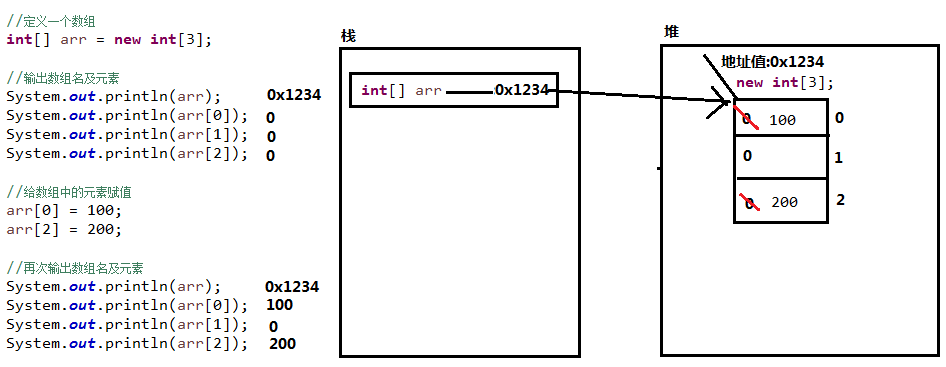 //定义一个数组
int[] arr = new int[3];
//输出数组名及元素
System.out.println(arr); 0x1234
System.out.println(arr[0]); 0
System.out.println(arr[1]); 0
System.out.println(arr[2]); 0
//给数组中的元素赋值
arr[0] = 100;
arr[2] = 200;
//再次输出数组名及元素
System.out.println(arr); 0x1234
System.out.println(arr[0]); 100
System.out.println(arr[1]); 0
System.out.println(arr[2]); 200
栈
int[] arr 0x1234
堆
地址值:0x1234
new int[3];
0 100 0
0 1
0 200 2